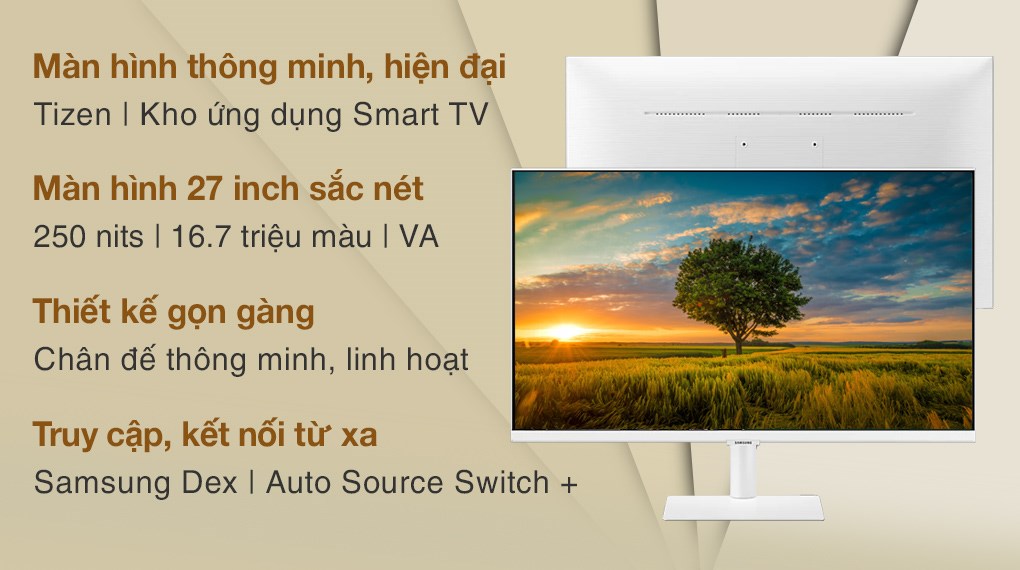 Màn hình thông minh, hiện đại
Tizen | Kho ứng dụng Smart TV
Màn hình 27 inch sắc nét
250 nits | 16.7 triệu màu | VA
Thiết kế gọn gàng
Chân đế thông minh, linh hoạt
Truy cập, kết nối từ xa
Samsung Dex | Auto Source Switch +
SAMSUNG